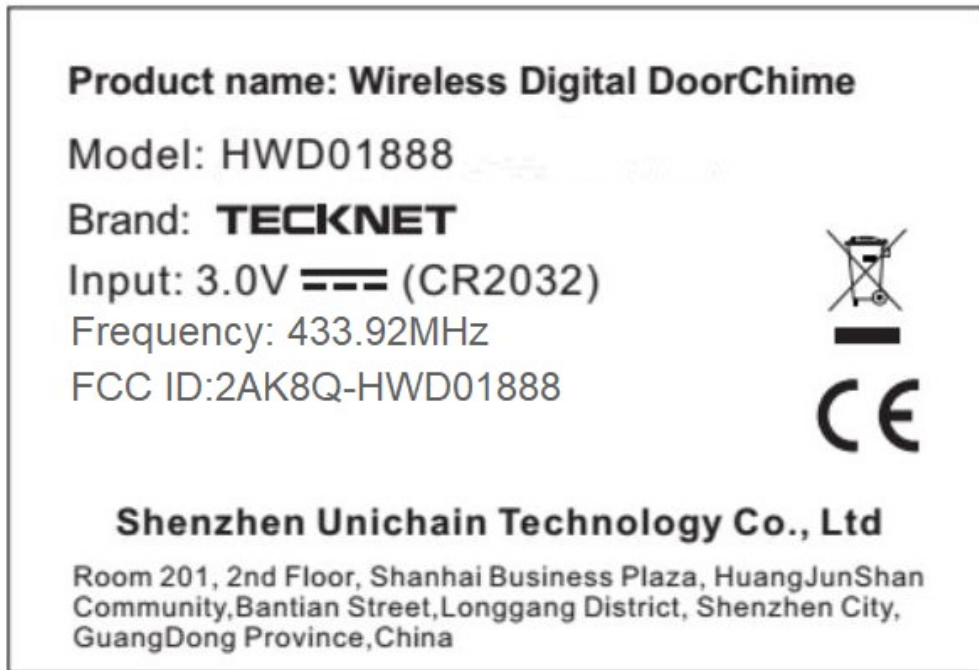 Product name: Wireless Digital DoorChime
Model: HWD01888
Brand: TECKNET
Input: 3.0V (CR2032)
Frequency: 433.92MHz
FCC ID:2AK8Q-HWD01888
CE
Shenzhen Unichain Technology Co., Ltd
Room 201, 2nd Floor, Shanhai Business Plaza, HuangJunShan
Community,Bantian Street,Longgang District, Shenzhen City,
GuangDong Province,China